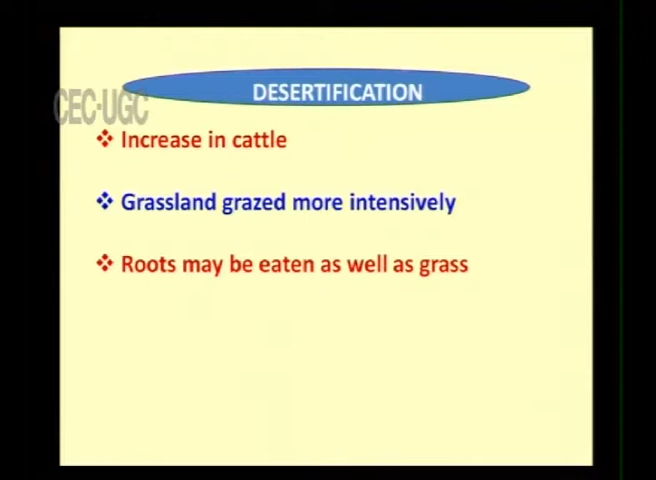 DESERTIFICATION
CEC-UGC
Increase in cattle
Grassland grazed more intensively
Roots may be eaten as well as grass